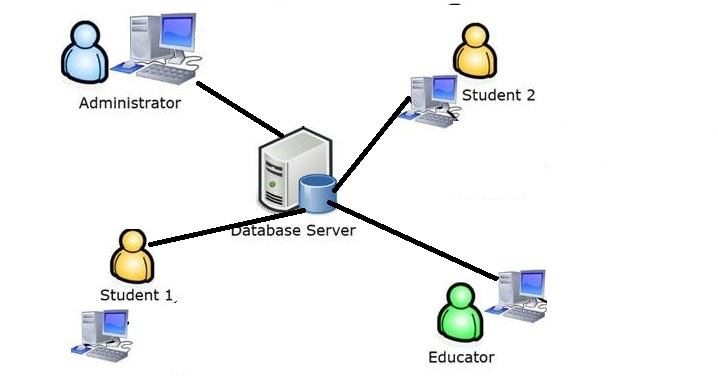 Administrator
Student 2
Database Server
Student 1
Educator